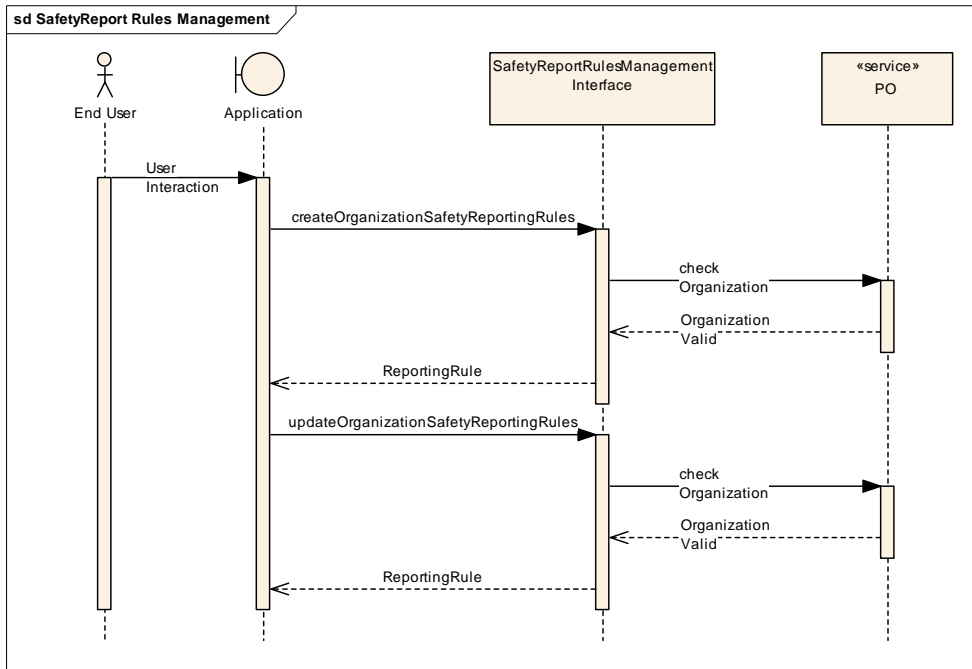 sd SafetyReport Rules Management
End User
Application
SafetyReportRulesManagement
Interface
«service»
PO
User
Interaction
createOrganizationSafetyReportingRules
check
Organization
Organization
Valid
ReportingRule
updateOrganizationSafetyReportingRules
check
Organization
Organization
Valid
ReportingRule